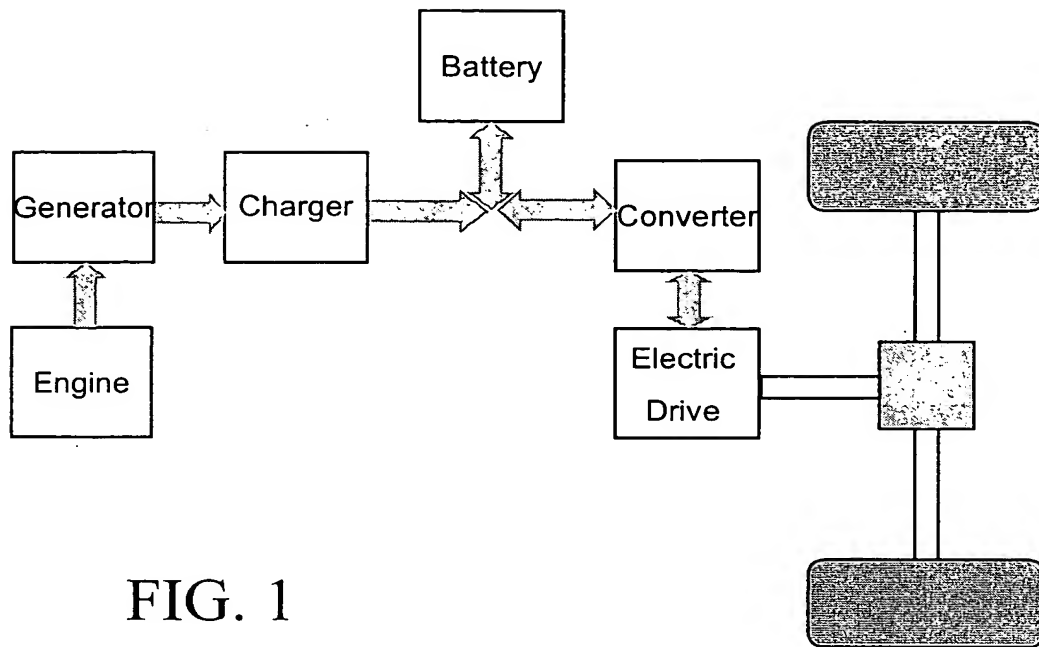 Battery
Generator
Charger
Converter
Engine
Electric
Drive
FIG. 1